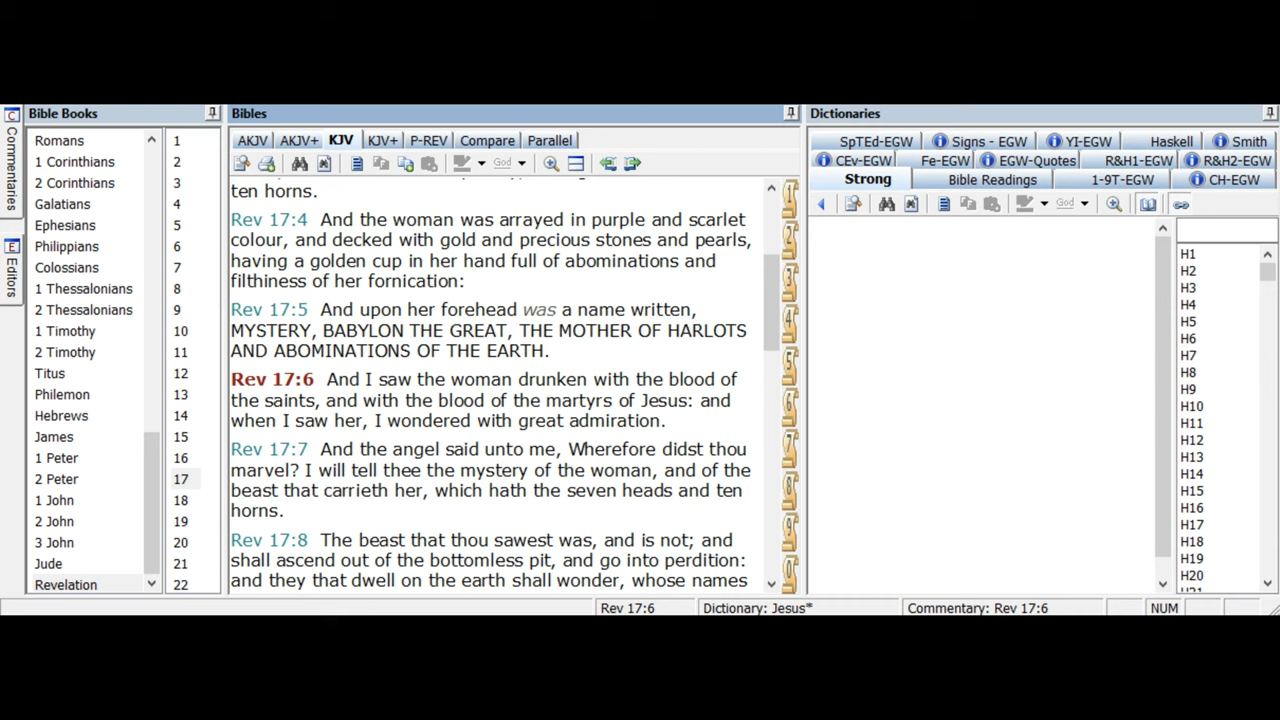 Bible Books
Bibles
Dictionaries
Commentaries
Editors
Romans
1 Corinthians
2 Corinthians
Galatians
Ephesians
Philippians
Colossians
1 Thessalonians
2 Thessalonians
1 Timothy
2 Timothy
Titus
Philemon
Hebrews
James
1 Peter
2 Peter
1 John
2 John
3 John
Jude
Revelation
1
2
3
4
5
6
7
8
9
10
11
12
13
14
15
16
17
18
19
20
21
22
AKJV AKJV+ KJV KJV+ P-REV Compare Parallel
God
ten horns.
Rev 17:4 And the woman was arrayed in purple and scarlet
colour, and decked with gold and precious stones and pearls,
having a golden cup in her hand full of abominations and
filthiness of her fornication:
Rev 17:5 And upon her forehead was a name written,
MYSTERY, BABYLON THE GREAT, THE MOTHER OF HARLOTS
AND ABOMINATIONS OF THE EARTH.
Rev 17:6 And I saw the woman drunken with the blood of
the saints, and with the blood of the martyrs of Jesus: and
when I saw her, I wondered with great admiration.
Rev 17:7 And the angel said unto me, Wherefore didst thou
marvel? I will tell thee the mystery of the woman, and of the
beast that carrieth her, which hath the seven heads and ten
horns.
Rev 17:8 The beast that thou sawest was, and is not; and
shall ascend out of the bottomless pit, and go into perdition:
and they that dwell on the earth shall wonder, whose names
1
2
3
4
5
6
7
8
9
0
SpTEd-EGW Signs - EGW YI-EGW Haskell Smith
CEv-EGW Fe-EGW EGW-Quotes R&H1-EGW R&H2-EGW
Strong Bible Readings 1-9T-EGW CH-EGW
God
H1
H2
H3
H4
H5
H6
H7
H8
H9
H10
H11
H12
H13
H14
H15
H16
H17
H18
H19
H20
Rev 17:6 Dictionary: Jesus* Commentary: Rev 17:6 NUM